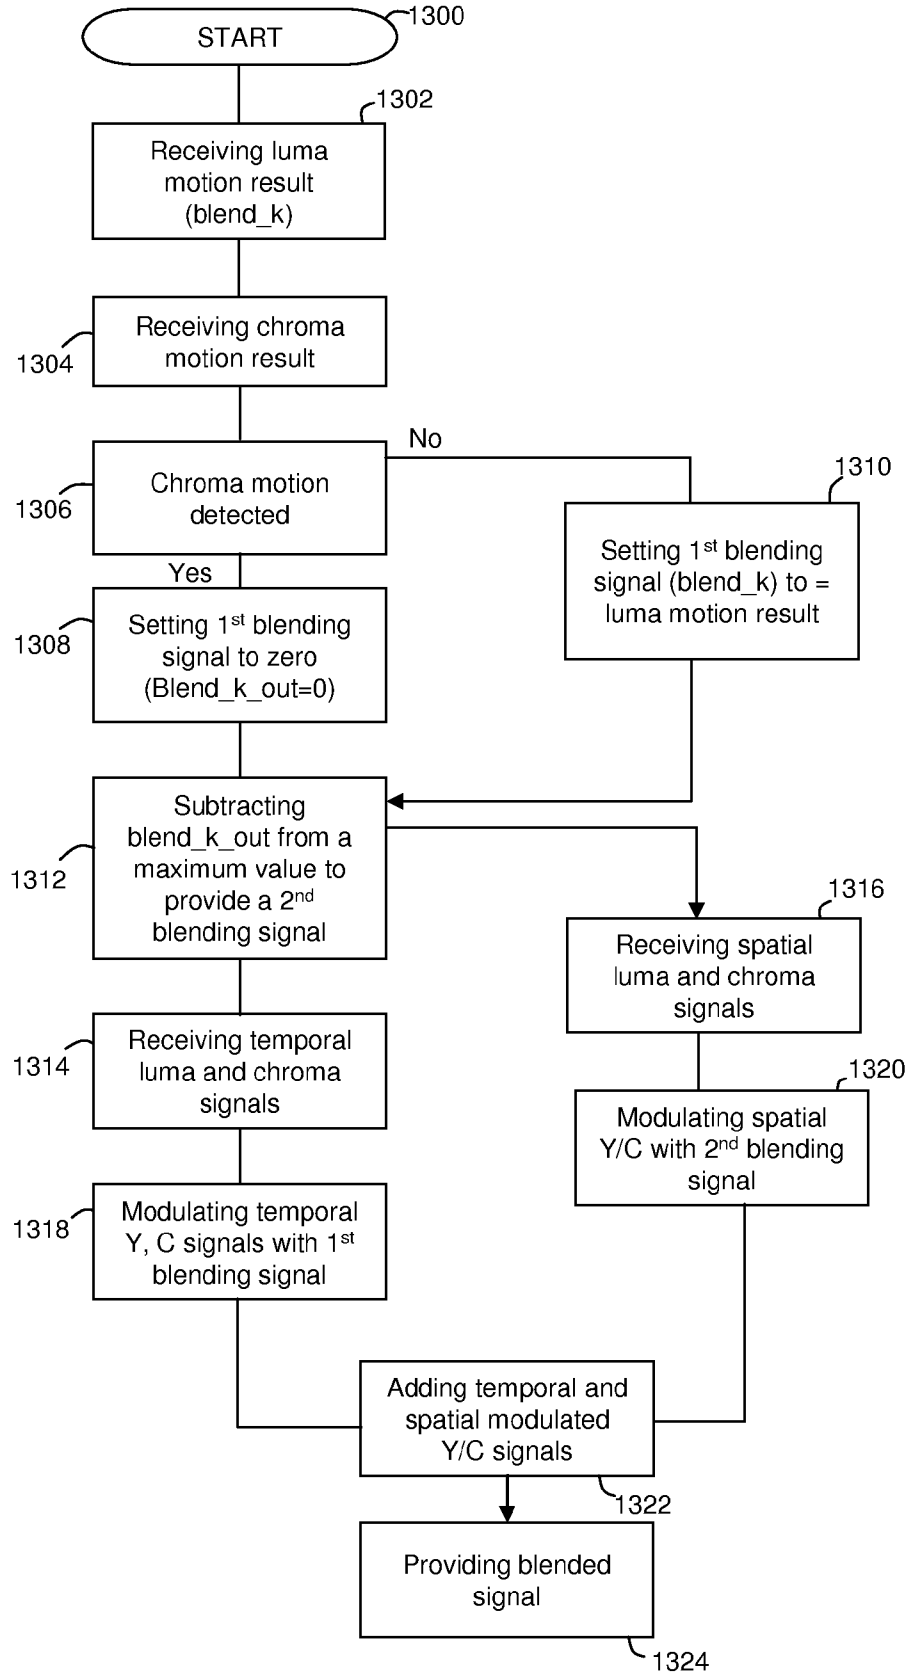 START
1300
1302
Receiving luma
motion result
(blend_k)
Receiving chroma
motion result
1304
No
Chroma motion
detected
1306
1310
Setting 1st blending
signal (blend_k) to =
luma motion result
Yes
Setting 1st blending
signal to zero
(Blend_k_out=0)
1308
Subtracting
blend_k_out from a
maximum value to
provide a 2nd
blending signal
1312
1316
Receiving spatial
luma and chroma
signals
Receiving temporal
luma and chroma
signals
1314
1320
Modulating spatial
Y/C with 2nd blending
signal
Modulating temporal
Y, C signals with 1st
blending signal
1318
Adding temporal and
spatial modulated
Y/C signals
1322
Providing blended
signal
1324